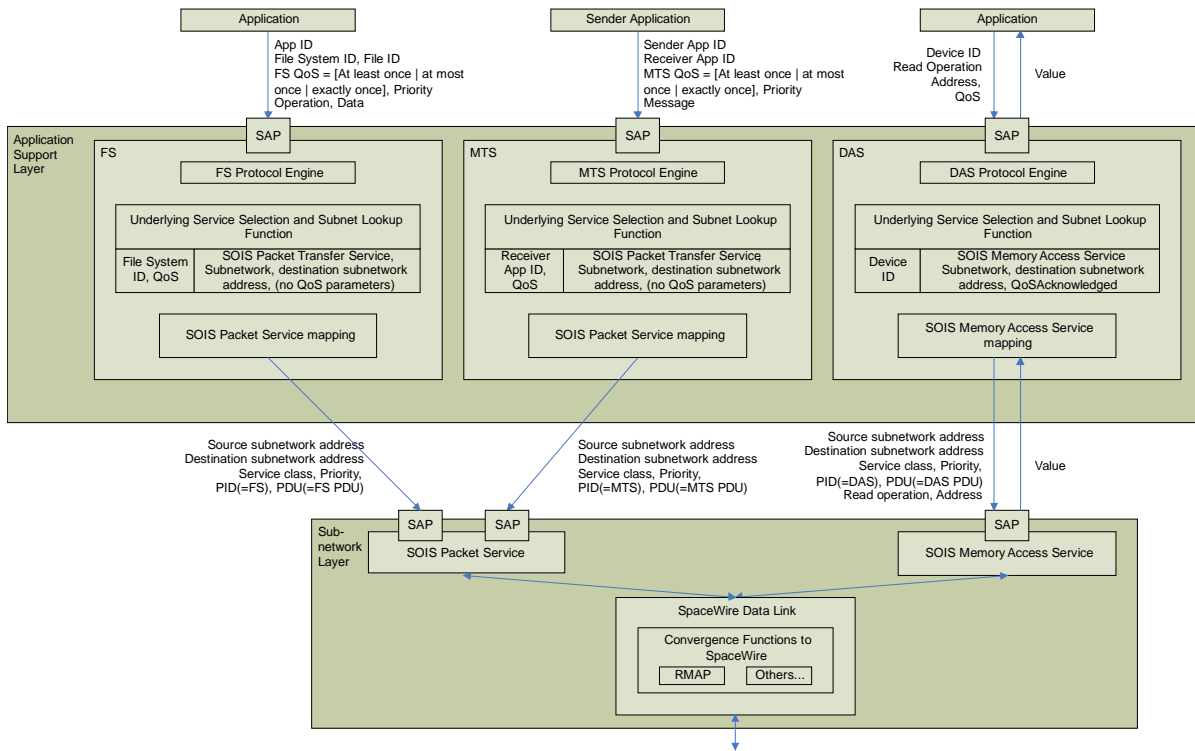 Application
Sender Application
Application
App ID
File System ID, File ID
FS QoS = [At least once | at most
once | exactly once], Priority
Operation, Data
Sender App ID
Receiver App ID
MTS QoS = [At least once | at most
once | exactly once], Priority
Message
Device ID
Read Operation
Address,
QoS
Value
Application
Support
Layer
SAP
SAP
SAP
FS
FS Protocol Engine
Underlying Service Selection and Subnet Lookup
Function
File System
ID, QoS
SOIS Packet Transfer Service,
Subnetwork, destination subnetwork
address, (no QoS parameters)
SOIS Packet Service mapping
MTS
MTS Protocol Engine
Underlying Service Selection and Subnet Lookup
Function
Receiver
App ID,
QoS
SOIS Packet Transfer Service,
Subnetwork, destination subnetwork
address, (no QoS parameters)
SOIS Packet Service mapping
DAS
DAS Protocol Engine
Underlying Service Selection and Subnet Lookup
Function
Device
ID
SOIS Memory Access Service
Subnetwork, destination subnetwork
address, QoSAcknowledged
SOIS Memory Access Service
mapping
Source subnetwork address
Destination subnetwork address
Service class, Priority,
PID(=FS), PDU(=FS PDU)
Source subnetwork address
Destination subnetwork address
Service class, Priority,
PID(=MTS), PDU(=MTS PDU)
Source subnetwork address
Destination subnetwork address
Service class, Priority,
PID(=DAS), PDU(=DAS PDU)
Read operation, Address
Value
Sub-
network
Layer
SAP
SAP
SAP
SOIS Packet Service
SOIS Memory Access Service
SpaceWire Data Link
Convergence Functions to
SpaceWire
RMAP
Others...